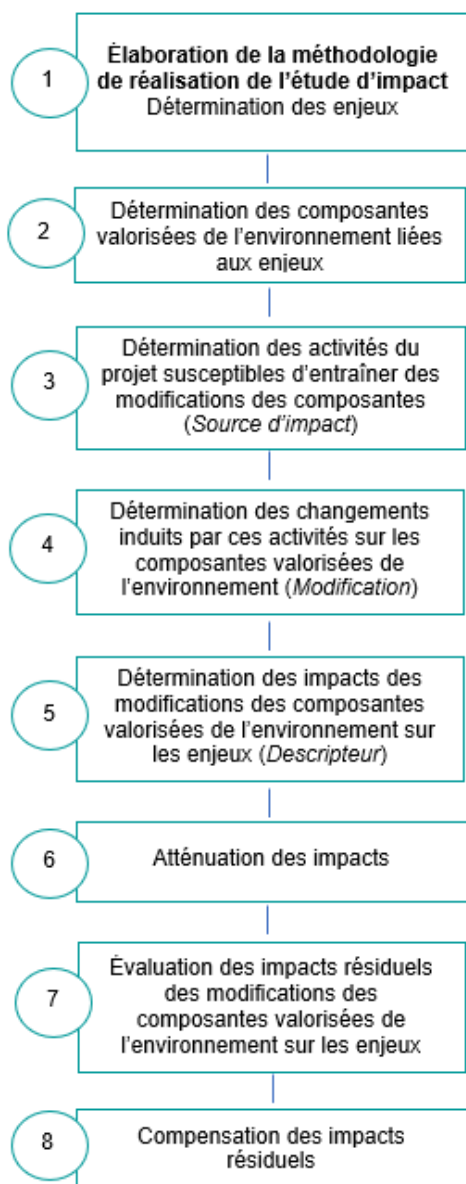 1
Élaboration de la méthodologie
de réalisation de l'étude d'impact
Détermination des enjeux
2
Détermination des composantes
valorisées de l'environnement liées
aux enjeux
3
Détermination des activités du
projet susceptibles d'entraîner des
modifications des composantes
(Source d'impact)
4
Détermination des changements
induits par ces activités sur les
composantes valorisées de
l'environnement (Modification)
5
Détermination des impacts des
modifications des composantes
valorisées de l'environnement sur
les enjeux (Descripteur)
6
Atténuation des impacts
7
Évaluation des impacts résiduels
des modifications des
composantes valorisées de
l'environnement sur les enjeux
8
Compensation des impacts
résiduels